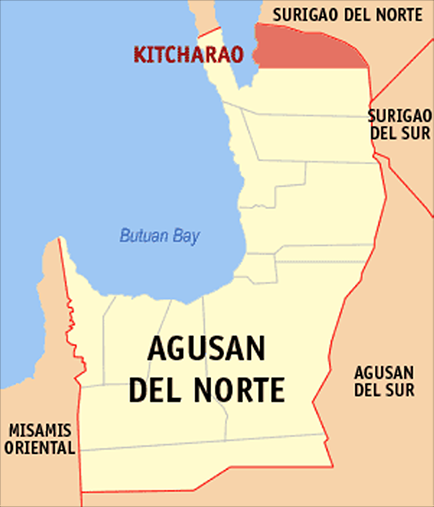 SURIGAO DEL NORTE
KITCHARAO
SURIGAO
DEL SUR
Butuan Bay
AGUSAN
DEL NORTE
AGUSAN
DEL SUR
MISAMIS
ORIENTAL